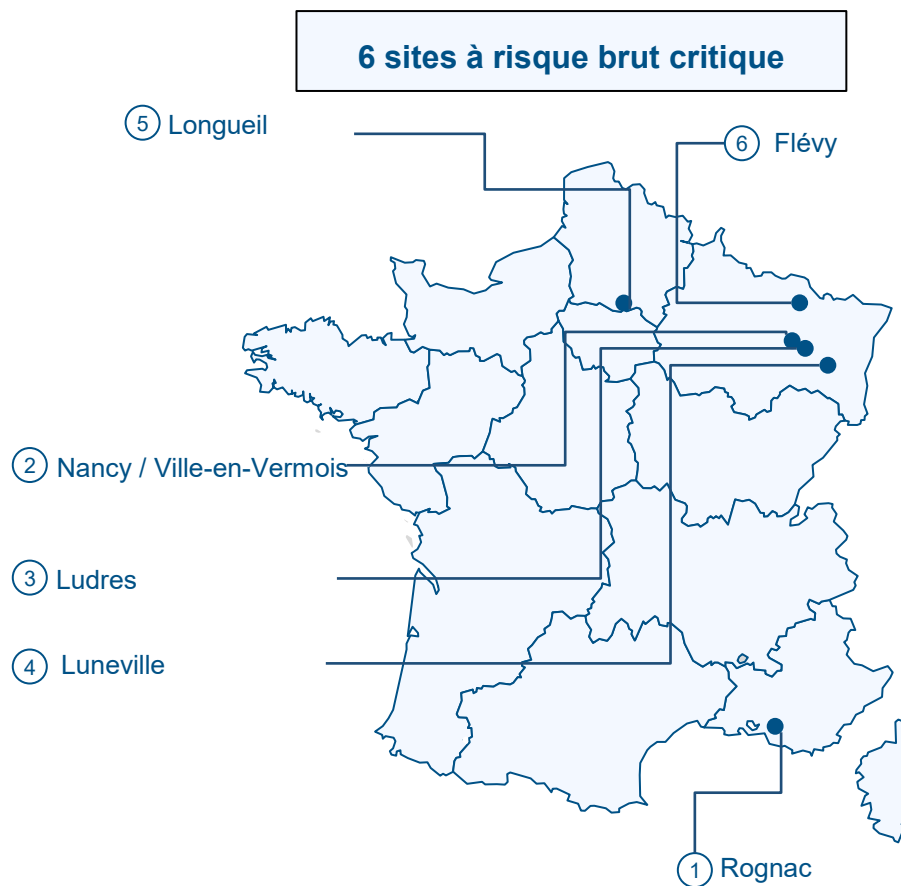 6 sites à risque brut critique
5 Longueil
6 Flévy
2 Nancy / Ville-en-Vermois
3 Ludres
4 Luneville
1 Rognac